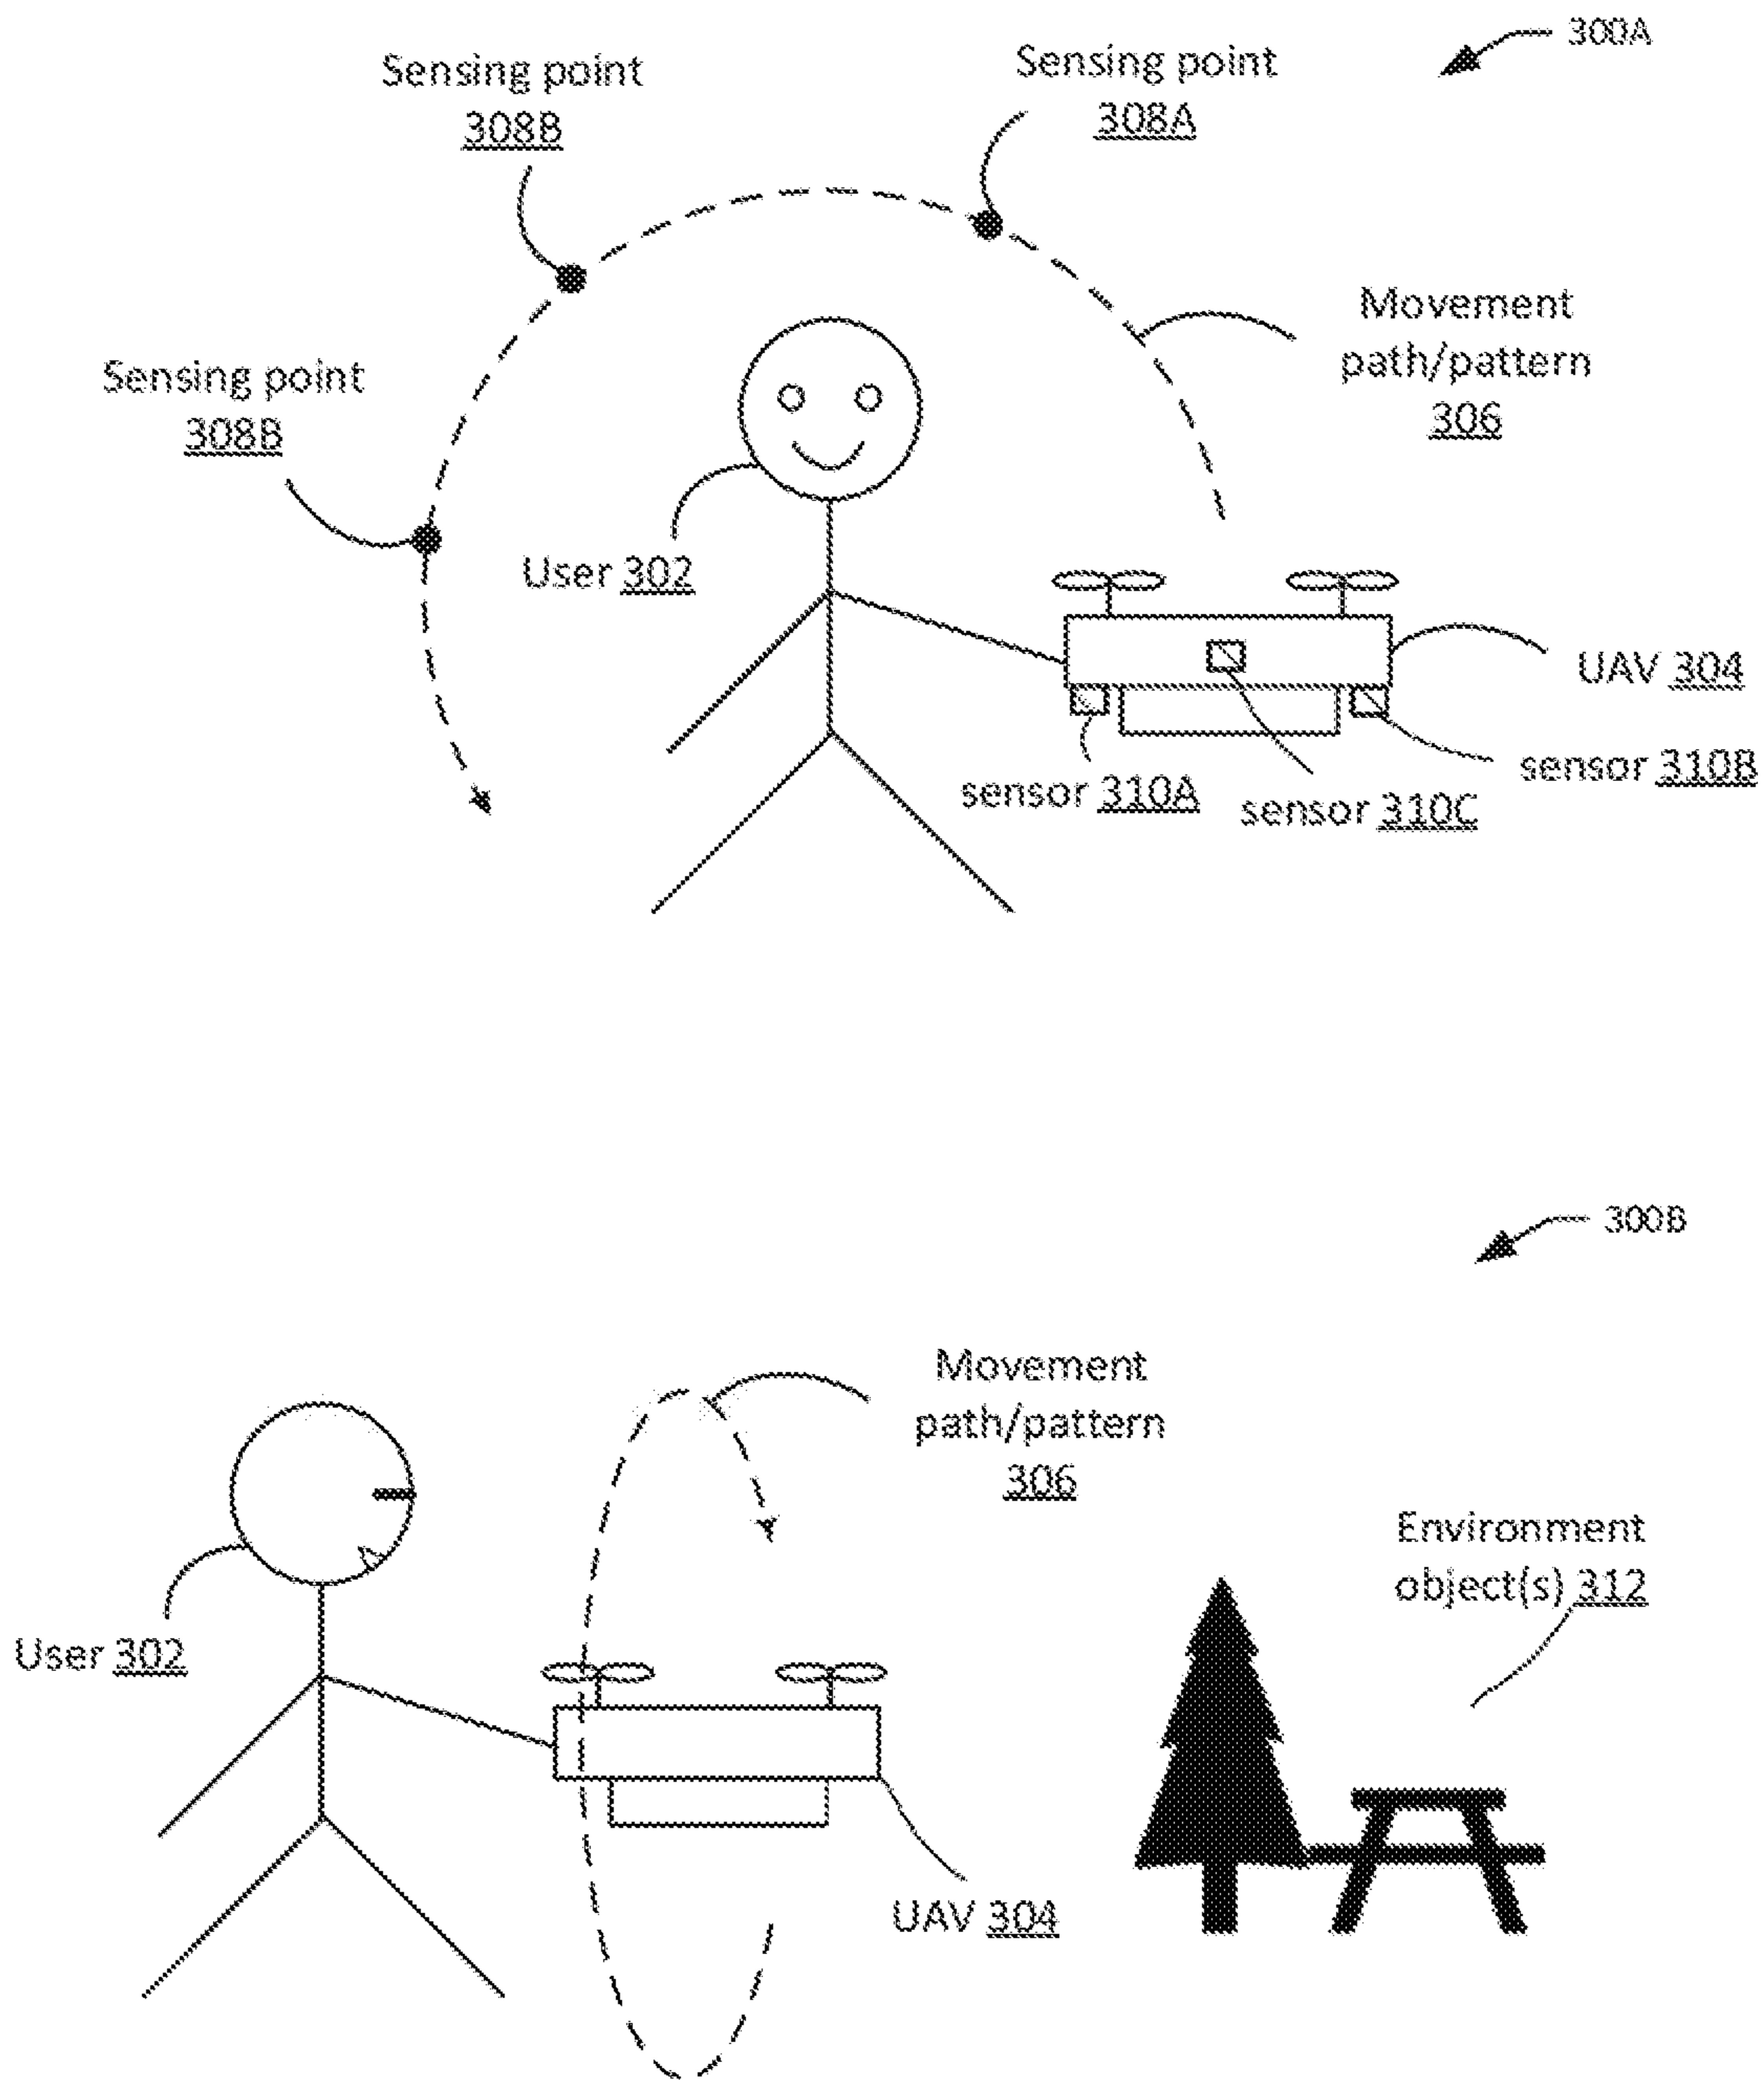 300A
Sensing point
308B
Sensing point
308A
Movement
path/pattern
306
Sensing point
308B
User 302
UAV 304
sensor 310A
sensor 310C
sensor 310B
300B
Movement
path/pattern
306
Environment
object(s) 312
User 302
UAV 304